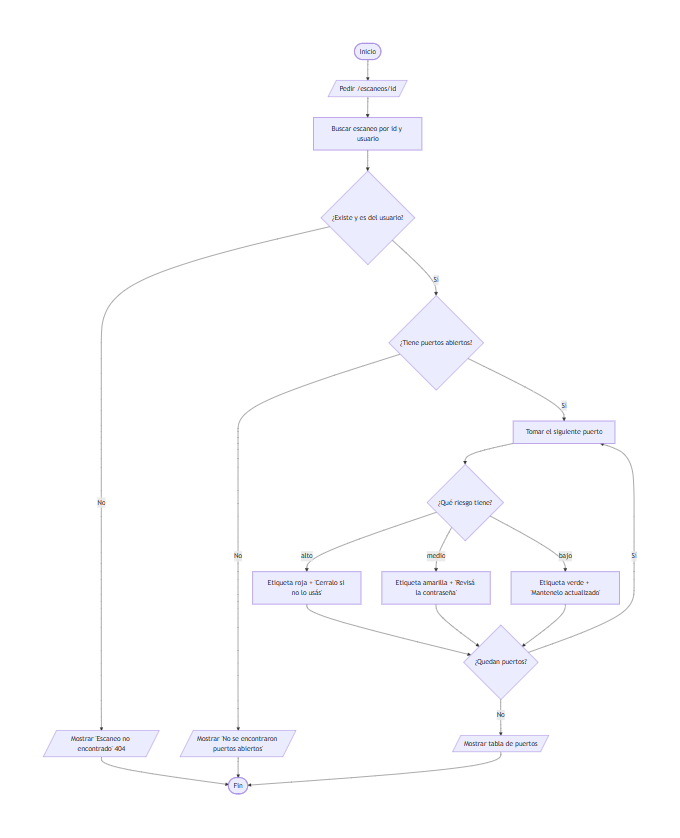 Inicio
Pedir /escaneos/id
Buscar escaneo por id y
usuario
¿Existe y es del usuario?
Sí
¿Tiene puertos abiertos?
Sí
Tomar el siguiente puerto
¿Qué riesgo tiene?
No
No
alto
medio
bajo
Sí
Etiqueta roja + 'Cerralo si
no lo usás'
Etiqueta amarilla + 'Revisá
la contraseña'
Etiqueta verde +
'Mantenelo actualizado'
¿Quedan puertos?
No
Mostrar 'Escaneo no
encontrado' 404
Mostrar 'No se encontraron
puertos abiertos'
Mostrar tabla de puertos
Fin